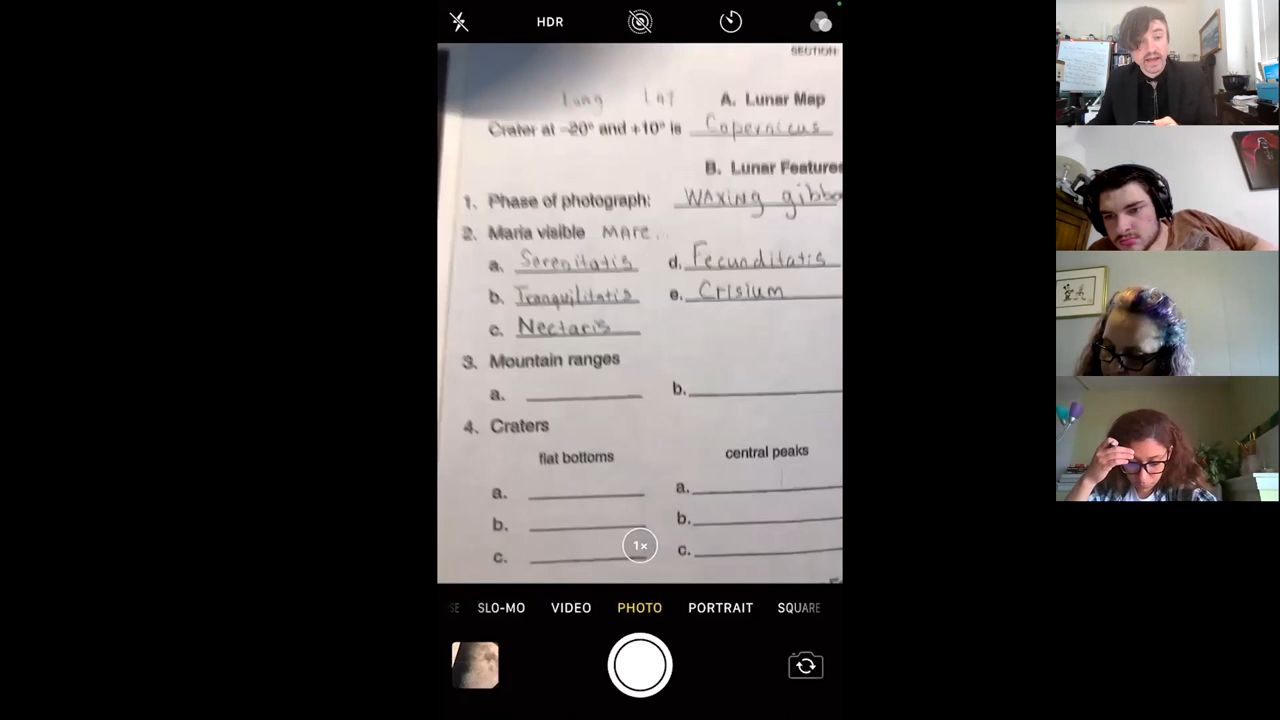 HDR
SECTION:
Long Lat
A. Lunar Map
Crater at -20° and +10° is Copernicus
B. Lunar Features
1. Phase of photograph: WAXING gibbo
2. Maria visible MARE..
a. Serenitatis d. Fecunditatis
b. Tranquilitatis e. Crisium
c. Nectaris
3. Mountain ranges
a. b.
4. Craters
flat bottoms central peaks
a. a.
b. b.
c. c.
1×
SLO-MO VIDEO PHOTO PORTRAIT SQUARE